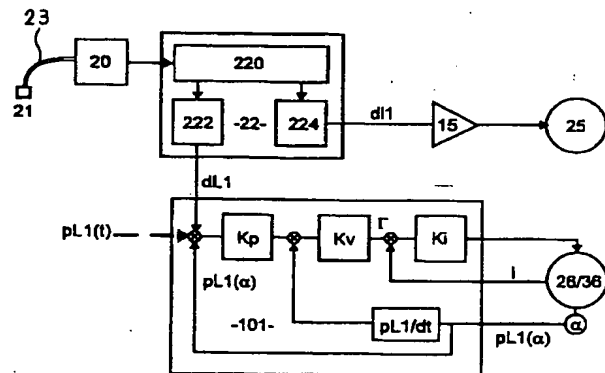 23
20
21
220
222
-22-
224
dl1
15
25
dL1
pL1(t)
Kp
Kv
Γ
Ki
pL1(α)
I
26/36
-101-
pL1/dt
α
pL1(α)